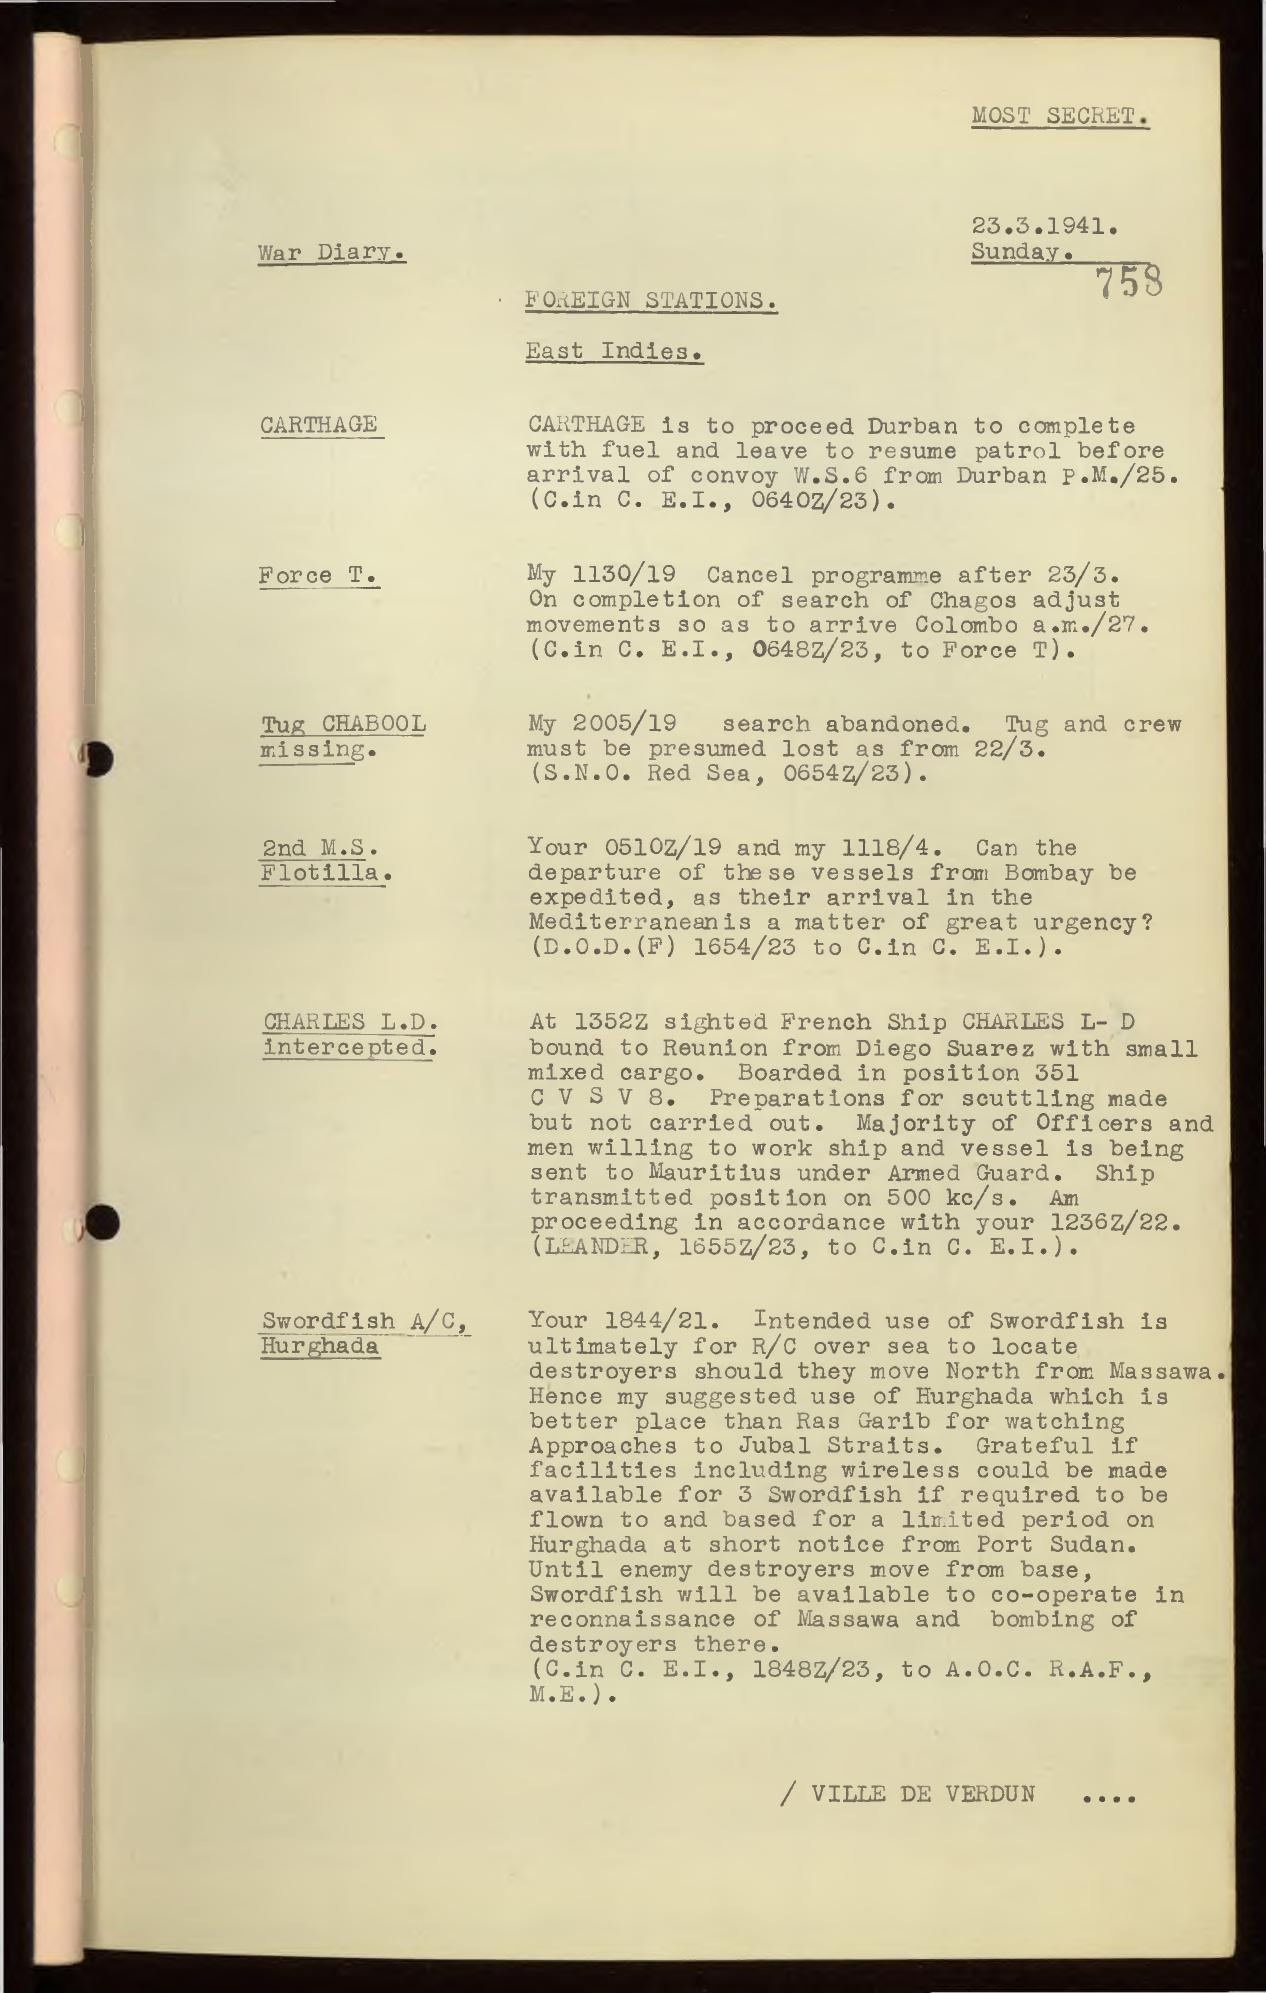 MOST SECRET.
23.3.1941.
War Diary.
Sunday.
758
FOREIGN STATIONS.
East Indies.
CARTHAGE
CARTHAGE is to proceed Durban to complete
with fuel and leave to resume patrol before
arrival of convoy W.S.6 from Durban P.M./25.
(C.in C. E.I., 0640Z/23).
Force T.
My 1130/19 Cancel programme after 23/3.
On completion of search of Chagos adjust
movements so as to arrive Colombo a.m./27.
(C.in C. E.I., 0648Z/23, to Force T).
Tug CHABOOL
missing.
My 2005/19 search abandoned. Tug and crew
must be presumed lost as from 22/3.
(S.N.O. Red Sea, 0654Z/23).
2nd M.S.
Flotilla.
Your 0510Z/19 and my 1118/4. Can the
departure of these vessels from Bombay be
expedited, as their arrival in the
Mediterraneanis a matter of great urgency?
(D.O.D.(F) 1654/23 to C.in C. E.I.).
CHARLES L.D.
intercepted.
At 1352Z sighted French Ship CHARLES L- D
bound to Reunion from Diego Suarez with small
mixed cargo. Boarded in position 351
C V S V 8. Preparations for scuttling made
but not carried out. Majority of Officers and
men willing to work ship and vessel is being
sent to Mauritius under Armed Guard. Ship
transmitted position on 500 kc/s. Am
proceeding in accordance with your 1236Z/22.
(LEANDER, 1655Z/23, to C.in C. E.I.).
Swordfish A/C,
Hurghada
Your 1844/21. Intended use of Swordfish is
ultimately for R/C over sea to locate
destroyers should they move North from Massawa.
Hence my suggested use of Hurghada which is
better place than Ras Garib for watching
Approaches to Jubal Straits. Grateful if
facilities including wireless could be made
available for 3 Swordfish if required to be
flown to and based for a limited period on
Hurghada at short notice from Port Sudan.
Until enemy destroyers move from base,
Swordfish will be available to co-operate in
reconnaissance of Massawa and bombing of
destroyers there.
(C.in C. E.I., 1848Z/23, to A.O.C. R.A.F.,
M.E.).
/ VILLE DE VERDUN ....